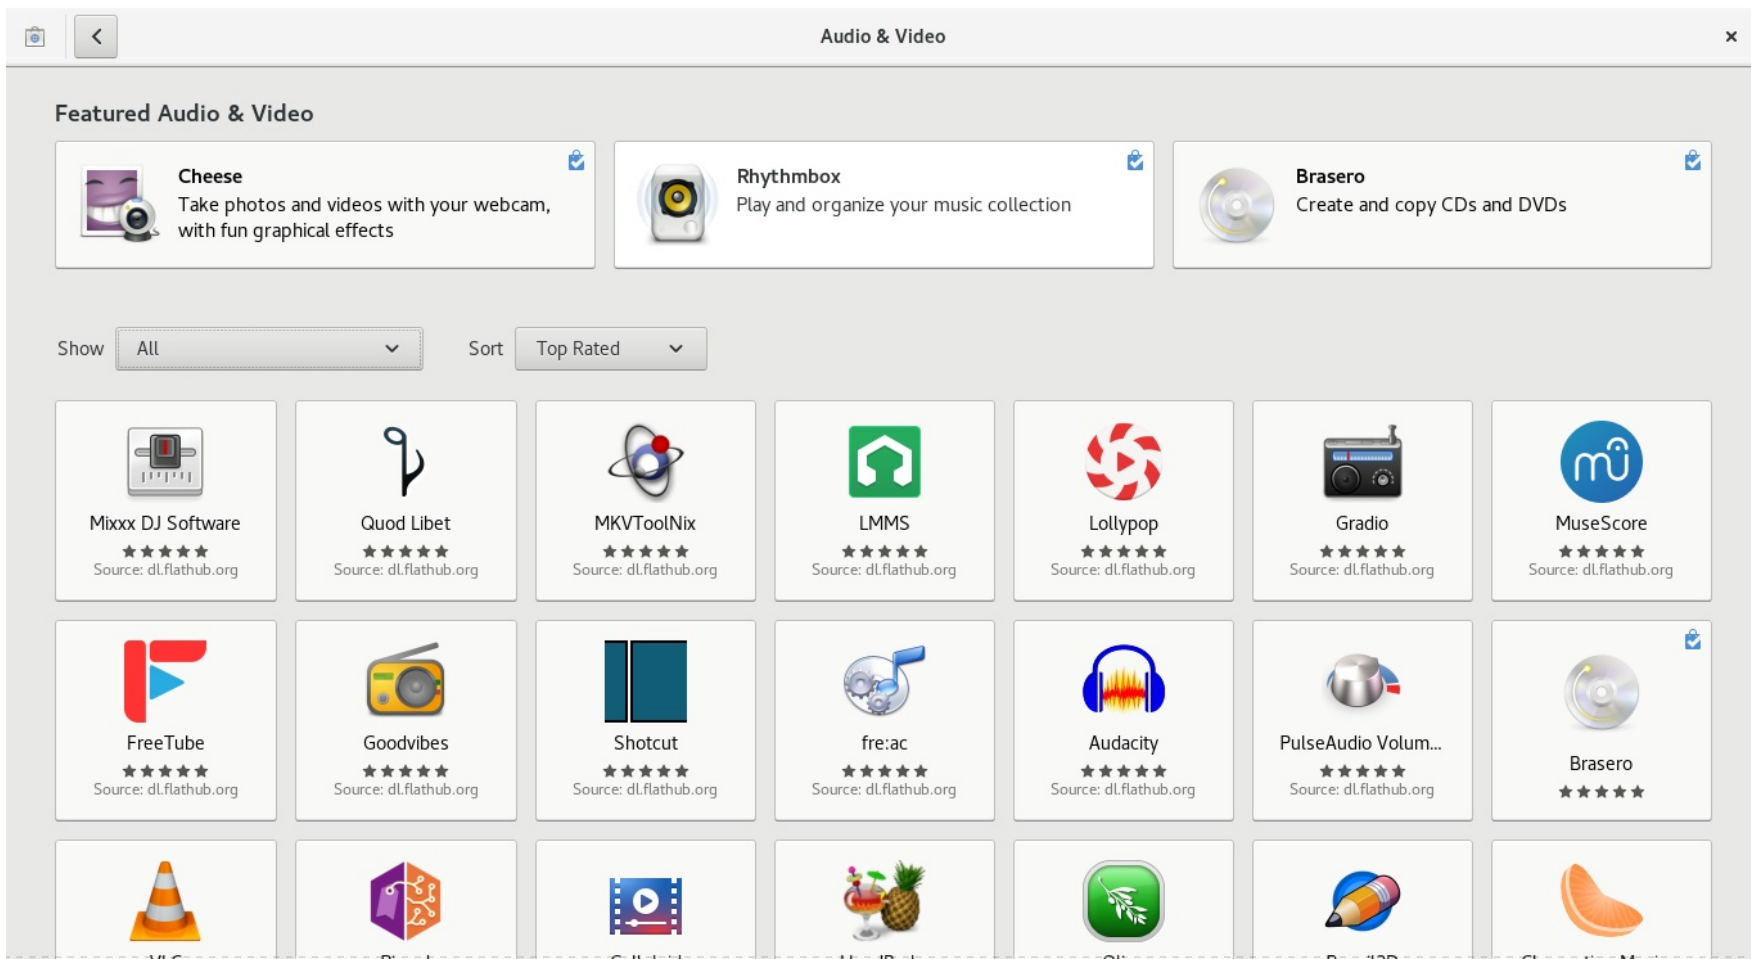 Audio & Video
Featured Audio & Video
Cheese
Take photos and videos with your webcam,
with fun graphical effects
Rhythmbox
Play and organize your music collection
Brasero
Create and copy CDs and DVDs
Show All Sort Top Rated
Mixxx DJ Software
★★★★★
Source: dl.flathub.org
Quod Libet
★★★★★
Source: dl.flathub.org
MKVToolNix
★★★★★
Source: dl.flathub.org
LMMS
★★★★★
Source: dl.flathub.org
Lollypop
★★★★★
Source: dl.flathub.org
Gradio
★★★★★
Source: dl.flathub.org
mu
MuseScore
★★★★★
Source: dl.flathub.org
FreeTube
★★★★★
Source: dl.flathub.org
Goodvibes
★★★★★
Source: dl.flathub.org
Shotcut
★★★★★
Source: dl.flathub.org
fre:ac
★★★★★
Source: dl.flathub.org
Audacity
★★★★★
Source: dl.flathub.org
PulseAudio Volum...
★★★★★
Source: dl.flathub.org
Brasero
★★★★★
VLC